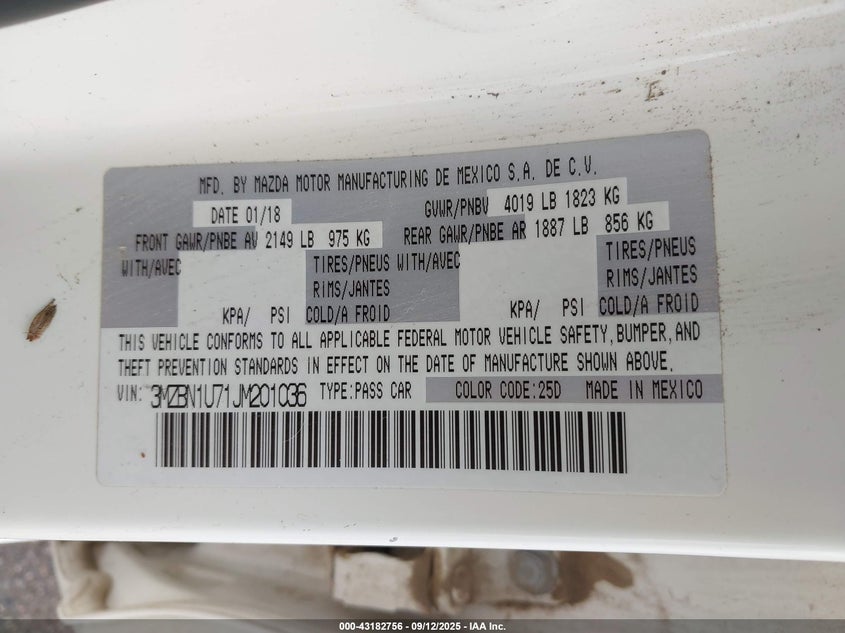 MFD. BY MAZDA MOTOR MANUFACTURING DE MEXICO S.A. DE C.V.
DATE 01/18 GVWR/PNBV 4019 LB 1823 KG
FRONT GAWR/PNBE AV 2149 LB 975 KG REAR GAWR/PNBE AR 1887 LB 856 KG
WITH/AVEC TIRES/PNEUS WITH/AVEC TIRES/PNEUS
RIMS/JANTES RIMS/JANTES
KPA/ PSI COLD/A FROID KPA/ PSI COLD/A FROID
THIS VEHICLE CONFORMS TO ALL APPLICABLE FEDERAL MOTOR VEHICLE SAFETY, BUMPER, AND
THEFT PREVENTION STANDARDS IN EFFECT ON THE DATE OF MANUFACTURE SHOWN ABOVE.
VIN: 3MZBN1U71JM201036 TYPE:PASS CAR COLOR CODE:25D MADE IN MEXICO
000-43182756 - 09/12/2025 - IAA Inc.